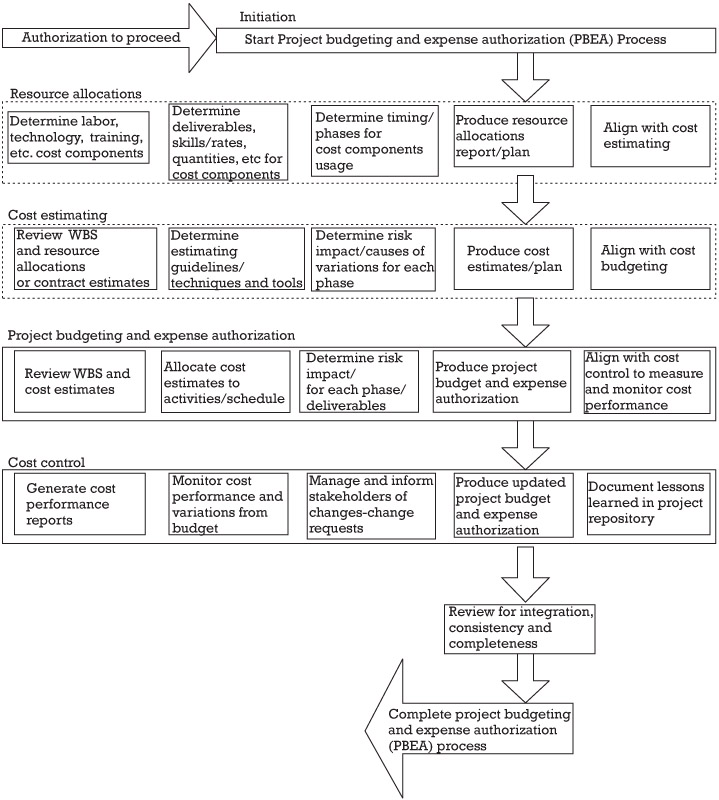 Initiation
Authorization to proceed
Start Project budgeting and expense authorization (PBEA) Process
Resource allocations
Determine labor,
technology, training,
etc. cost components
Determine
deliverables,
skills/rates,
quantities, etc for
cost components
Determine timing/
phases for
cost components
usage
Produce resource
allocations
report/plan
Align with cost
estimating
Cost estimating
Review WBS
and resource
allocations
or contract estimates
Determine
estimating
guidelines/
techniques and tools
Determine risk
impact/causes of
variations for each
phase
Produce cost
estimates/plan
Align with cost
budgeting
Project budgeting and expense authorization
Review WBS and
cost estimates
Allocate cost
estimates to
activities/schedule
Determine risk
impact/
for each phase/
deliverables
Produce project
budget and expense
authorization
Align with cost
control to measure
and monitor cost
performance
Cost control
Generate cost
performance
reports
Monitor cost
performance and
variations from
budget
Manage and inform
stakeholders of
changes-change
requests
Produce updated
project budget
and expense
authorization
Document lessons
learned in project
repository
Review for integration,
consistency and
completeness
Complete project budgeting
and expense authorization
(PBEA) process